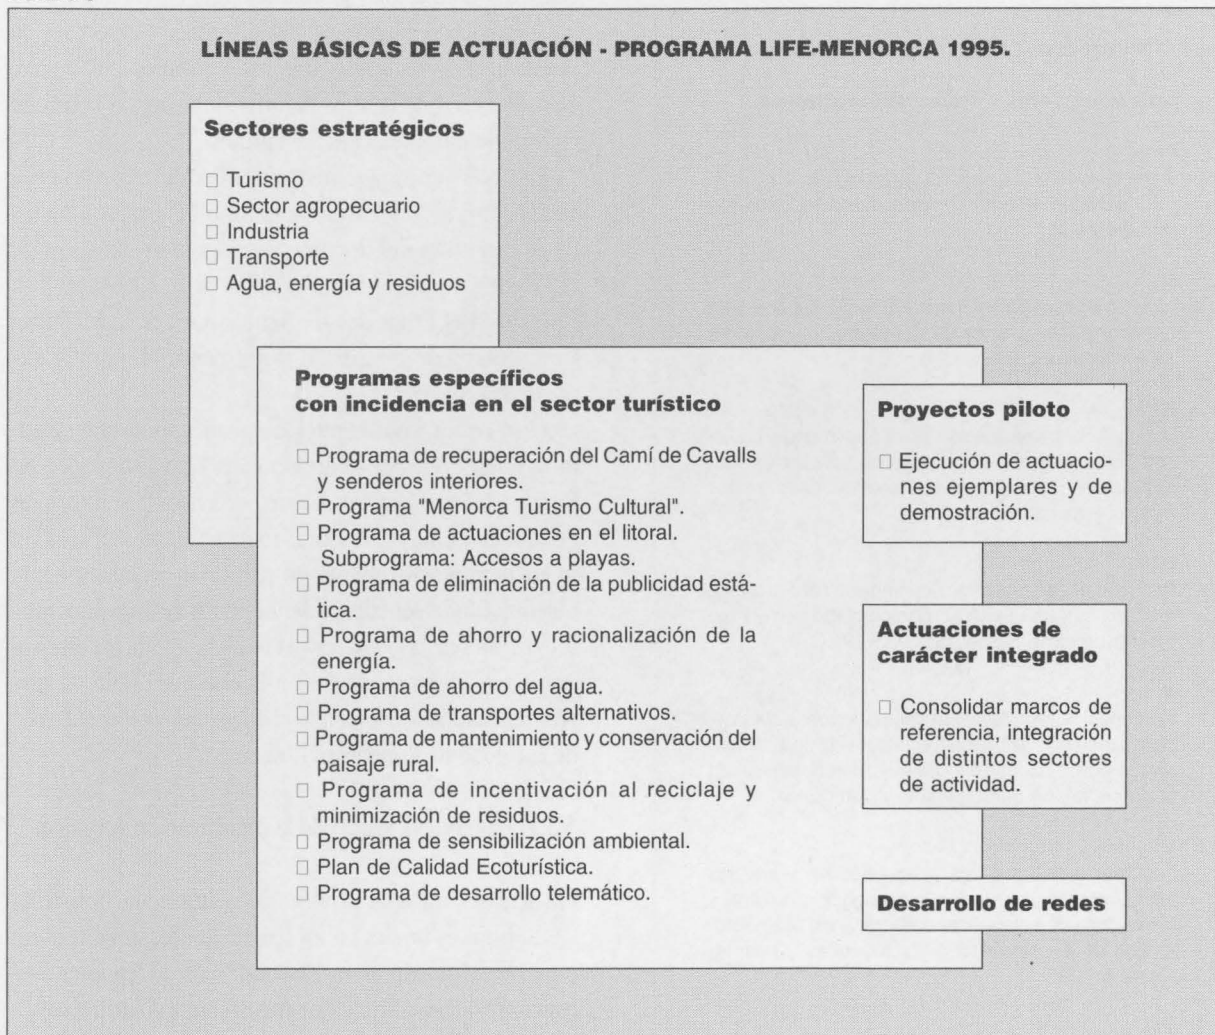 LÍNEAS BÁSICAS DE ACTUACIÓN - PROGRAMA LIFE-MENORCA 1995.
Sectores estratégicos
□ Turismo
□ Sector agropecuario
□ Industria
□ Transporte
□ Agua, energía y residuos
Programas específicos
con incidencia en el sector turístico
□ Programa de recuperación del Camí de Cavalls
y senderos interiores.
□ Programa "Menorca Turismo Cultural".
□ Programa de actuaciones en el litoral.
Subprograma: Accesos a playas.
□ Programa de eliminación de la publicidad está-
tica.
□ Programa de ahorro y racionalización de la
energía.
□ Programa de ahorro del agua.
□ Programa de transportes alternativos.
□ Programa de mantenimiento y conservación del
paisaje rural.
□ Programa de incentivación al reciclaje y
minimización de residuos.
□ Programa de sensibilización ambiental.
□ Plan de Calidad Ecoturística.
□ Programa de desarrollo telemático.
Proyectos piloto
□ Ejecución de actuacio-
nes ejemplares y de
demostración.
Actuaciones de
carácter integrado
□ Consolidar marcos de
referencia, integración
de distintos sectores
de actividad.
Desarrollo de redes